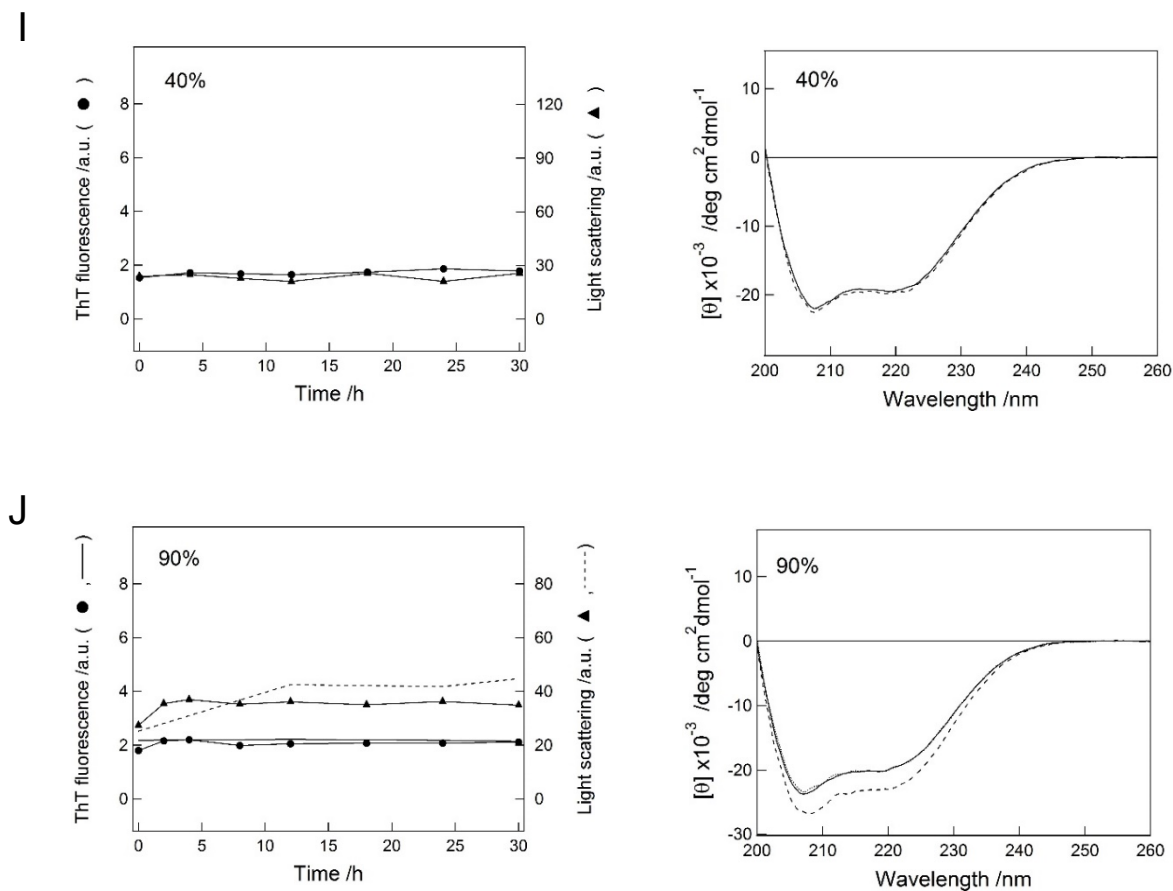 I
40%
ThT fluorescence /a.u. ( ● )
8
6
4
2
0
Light scattering /a.u. ( ▲ )
120
90
60
30
0
0 5 10 15 20 25 30
Time /h
40%
[θ] x10⁻³ /deg cm²dmol⁻¹
10
0
-10
-20
200 210 220 230 240 250 260
Wavelength /nm
J
90%
ThT fluorescence /a.u. ( ● , — )
8
6
4
2
0
Light scattering /a.u. ( ▲ , ---- )
80
60
40
20
0
0 5 10 15 20 25 30
Time /h
90%
[θ] x10⁻³ /deg cm²dmol⁻¹
10
0
-10
-20
-30
200 210 220 230 240 250 260
Wavelength /nm